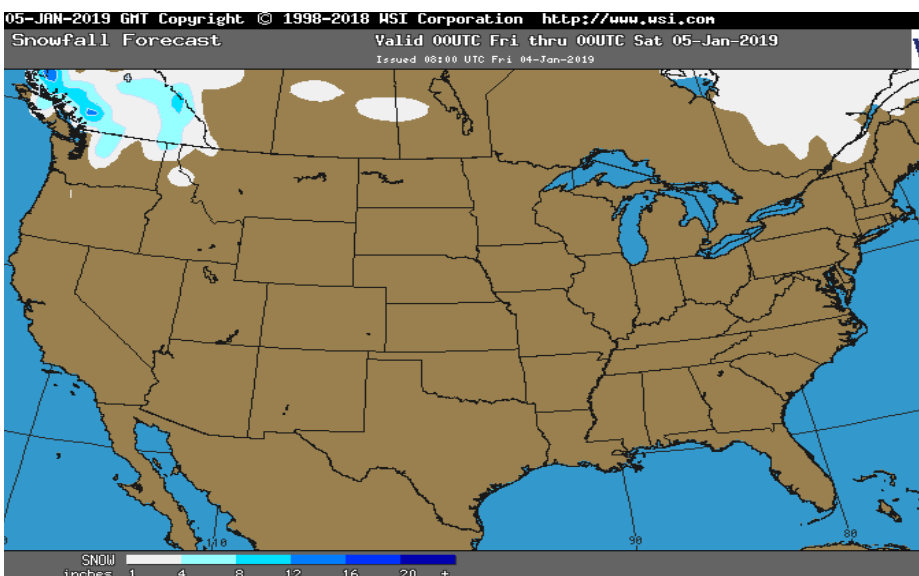 05-JAN-2019 GMT Copyright © 1998-2018 WSI Corporation http://www.wsi.com
Snowfall Forecast
Valid 00UTC Fri thru 00UTC Sat 05-Jan-2019
Issued 08:00 UTC Fri 04-Jan-2019
4
110
90
80
SNOW
inches 1 4 8 12 16 20 +